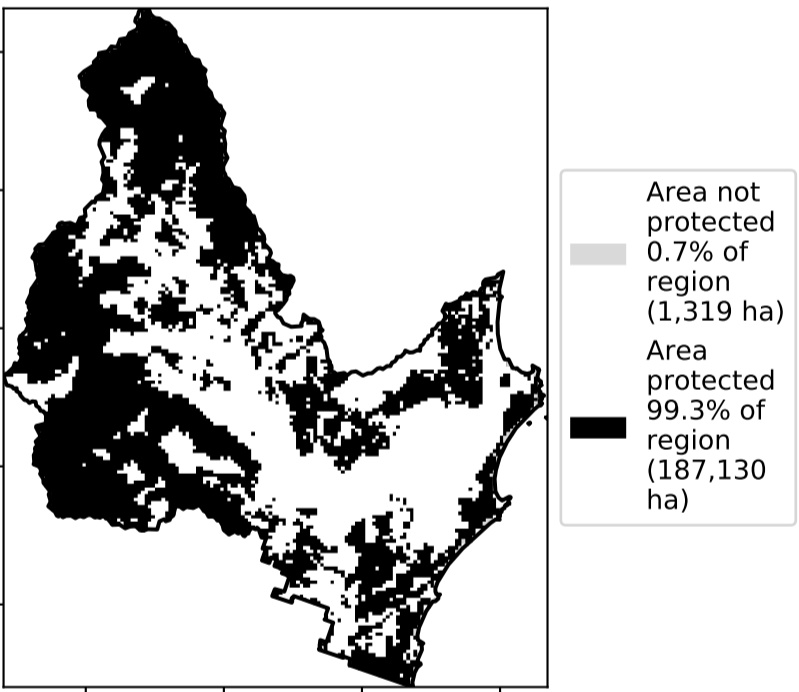 Area not
protected
0.7% of
region
(1,319 ha)
Area
protected
99.3% of
region
(187,130
ha)